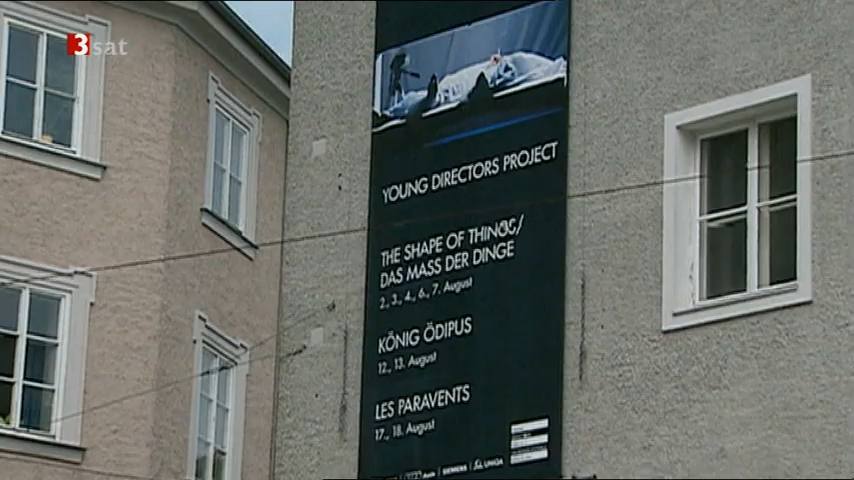 3sat
YOUNG DIRECTORS PROJECT
THE SHAPE OF THINGS/
DAS MASS DER DINGE
2., 3., 4., 6., 7. August
KÖNIG ÖDIPUS
12., 13. August
LES PARAVENTS
17., 18. August
SIEMENS UNIQA